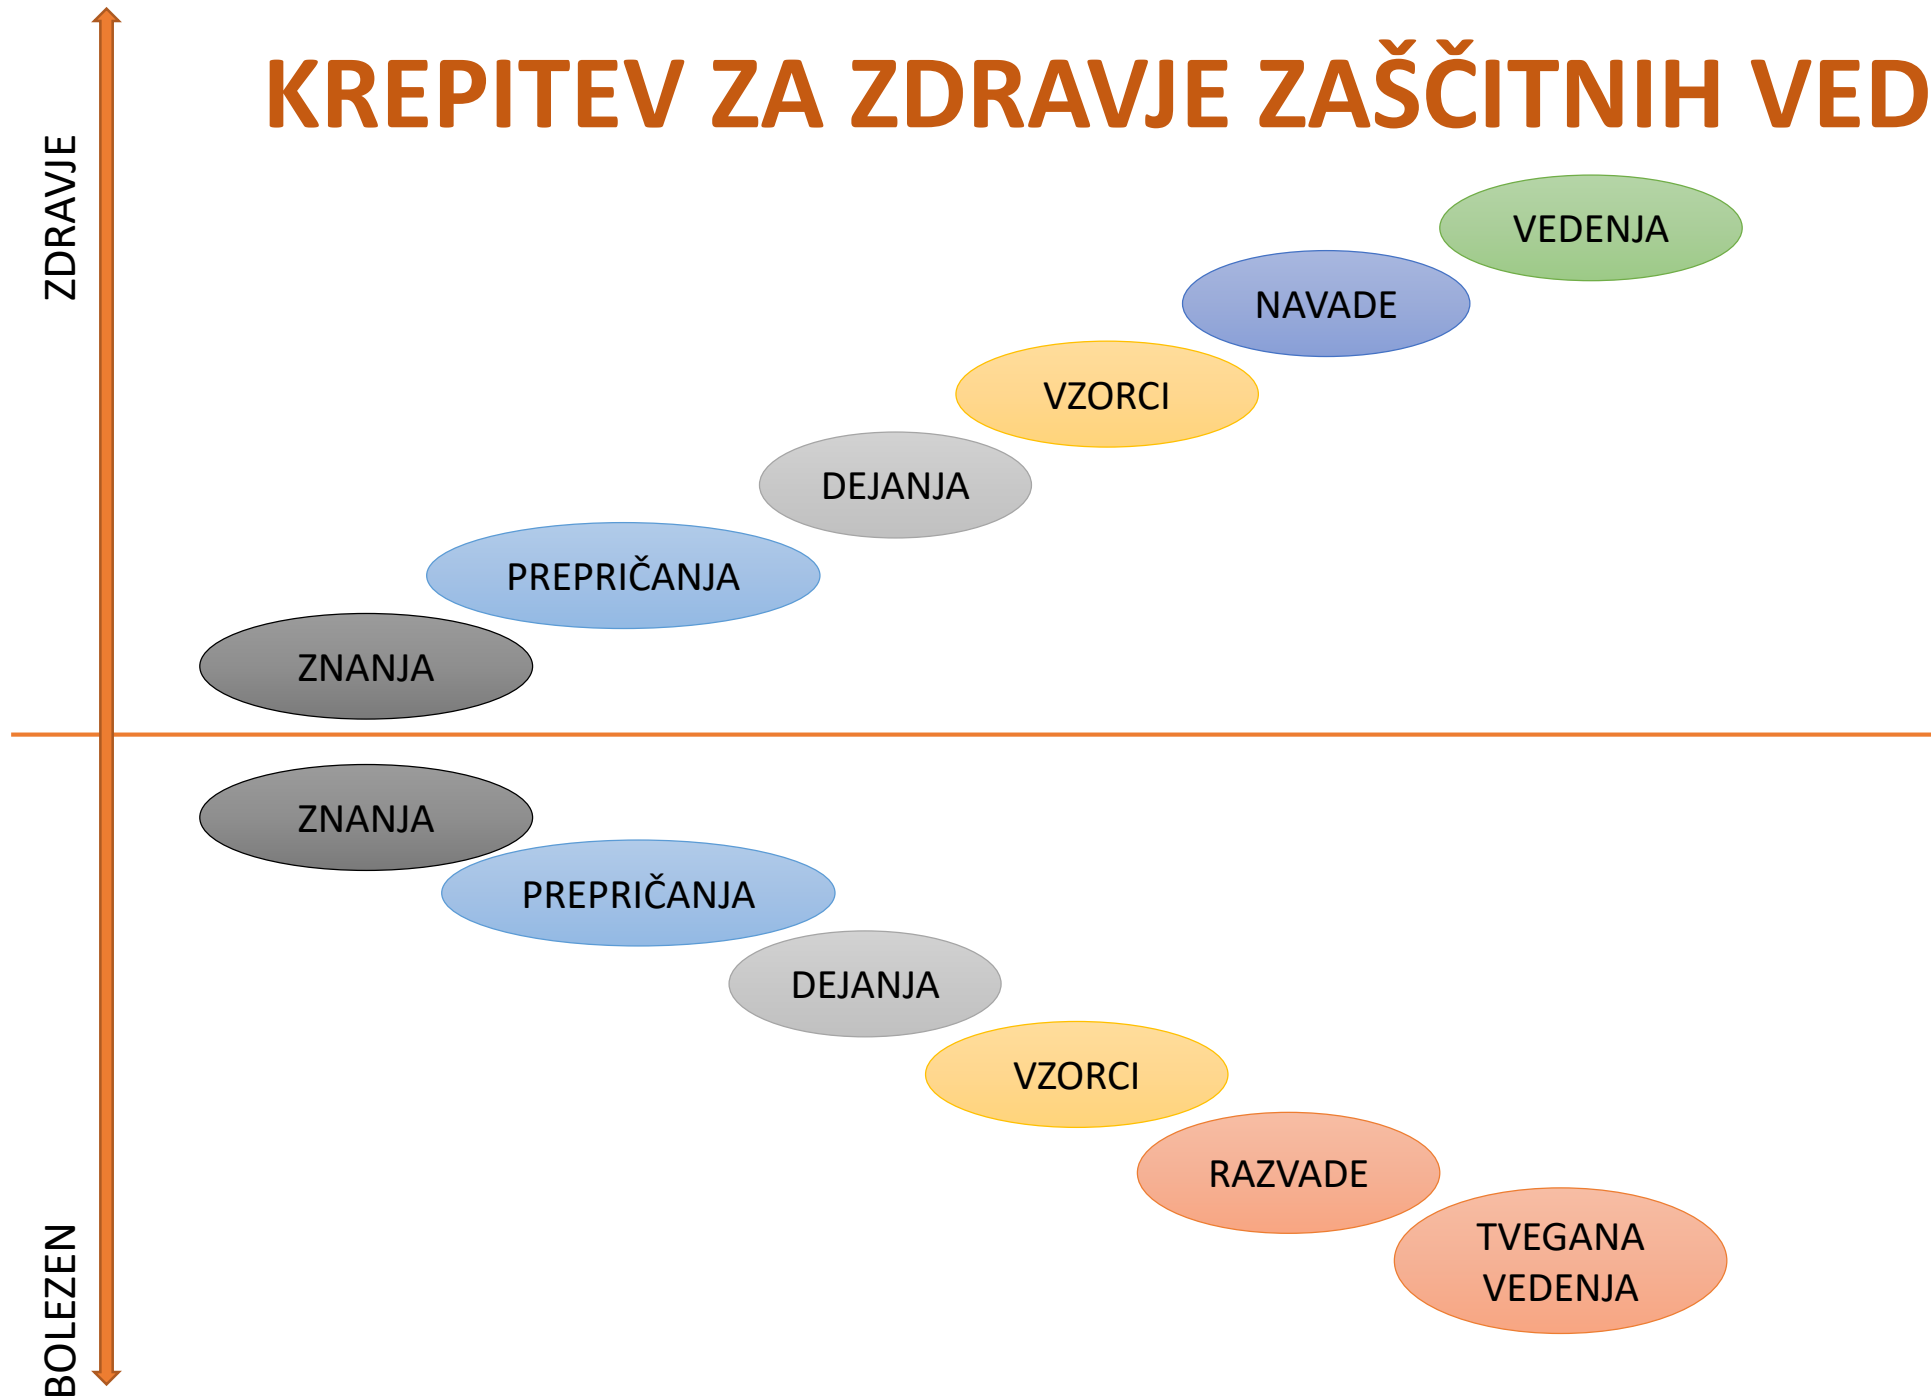 KREPITEV ZA ZDRAVJE ZAŠČITNIH VED
ZDRAVJE
VEDENJA
NAVADE
VZORCI
DEJANJA
PREPRIČANJA
ZNANJA
ZNANJA
PREPRIČANJA
DEJANJA
VZORCI
RAZVADE
TVEGANA
VEDENJA
BOLEZEN